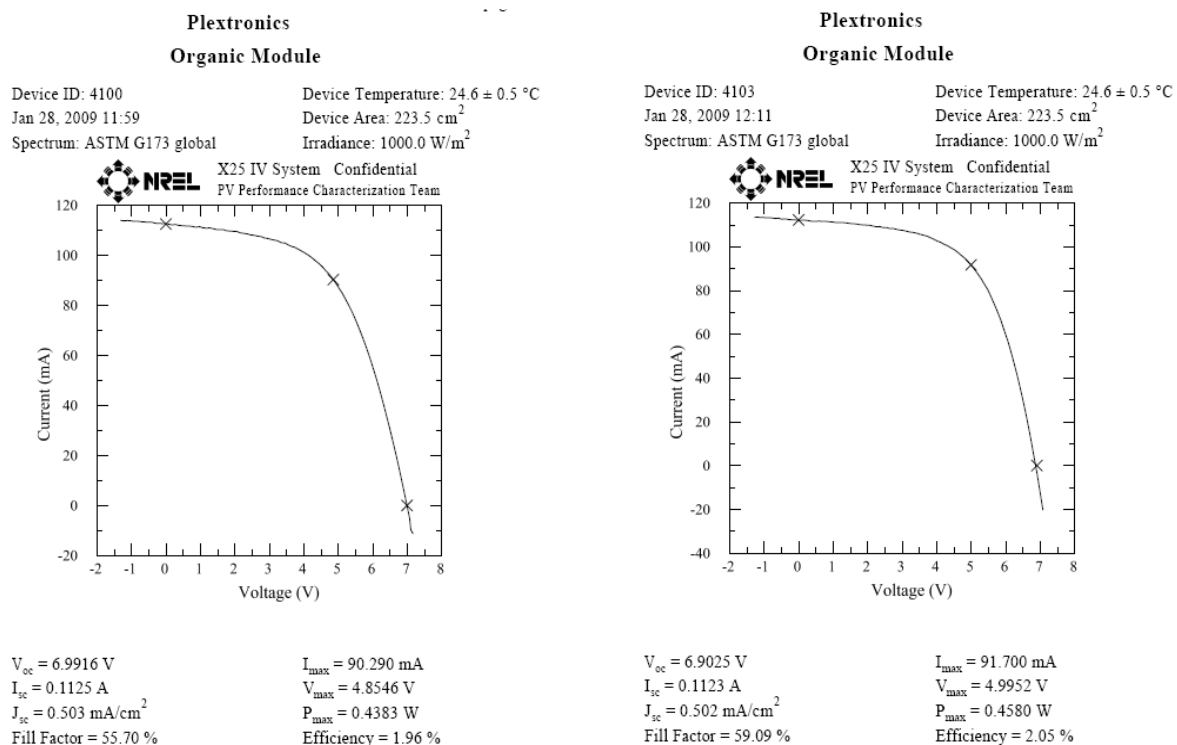 Plextronics
Organic Module
Device ID: 4100
Device Temperature: 24.6 ± 0.5 °C
Jan 28, 2009 11:59
Device Area: 223.5 cm²
Spectrum: ASTM G173 global
Irradiance: 1000.0 W/m²
NREL
X25 IV System Confidential
PV Performance Characterization Team
120
100
80
60
40
20
0
-20
Current (mA)
-2 -1 0 1 2 3 4 5 6 7 8
Voltage (V)
Voc = 6.9916 V
Imax = 90.290 mA
Isc = 0.1125 A
Vmax = 4.8546 V
Jsc = 0.503 mA/cm²
Pmax = 0.4383 W
Fill Factor = 55.70 %
Efficiency = 1.96 %
Plextronics
Organic Module
Device ID: 4103
Device Temperature: 24.6 ± 0.5 °C
Jan 28, 2009 12:11
Device Area: 223.5 cm²
Spectrum: ASTM G173 global
Irradiance: 1000.0 W/m²
NREL
X25 IV System Confidential
PV Performance Characterization Team
120
100
80
60
40
20
0
-20
-40
Current (mA)
-2 -1 0 1 2 3 4 5 6 7 8
Voltage (V)
Voc = 6.9025 V
Imax = 91.700 mA
Isc = 0.1123 A
Vmax = 4.9952 V
Jsc = 0.502 mA/cm²
Pmax = 0.4580 W
Fill Factor = 59.09 %
Efficiency = 2.05 %